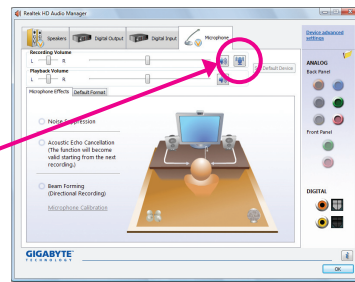 Realtek HD Audio Manager
Speakers
Digital Output
Digital Input
Microphone
Device advanced
settings
Recording Volume
L
R
Default Device
Playback Volume
L
R
Microphone Effects
Default Format
Noise Suppression
Acoustic Echo Cancellation
(The function will become
valid starting from the next
recording.)
Beam Forming
(Directional Recording)
Microphone Calibration
ANALOG
Back Panel
Front Panel
DIGITAL
GIGABYTE
TECHNOLOGY
i
OK